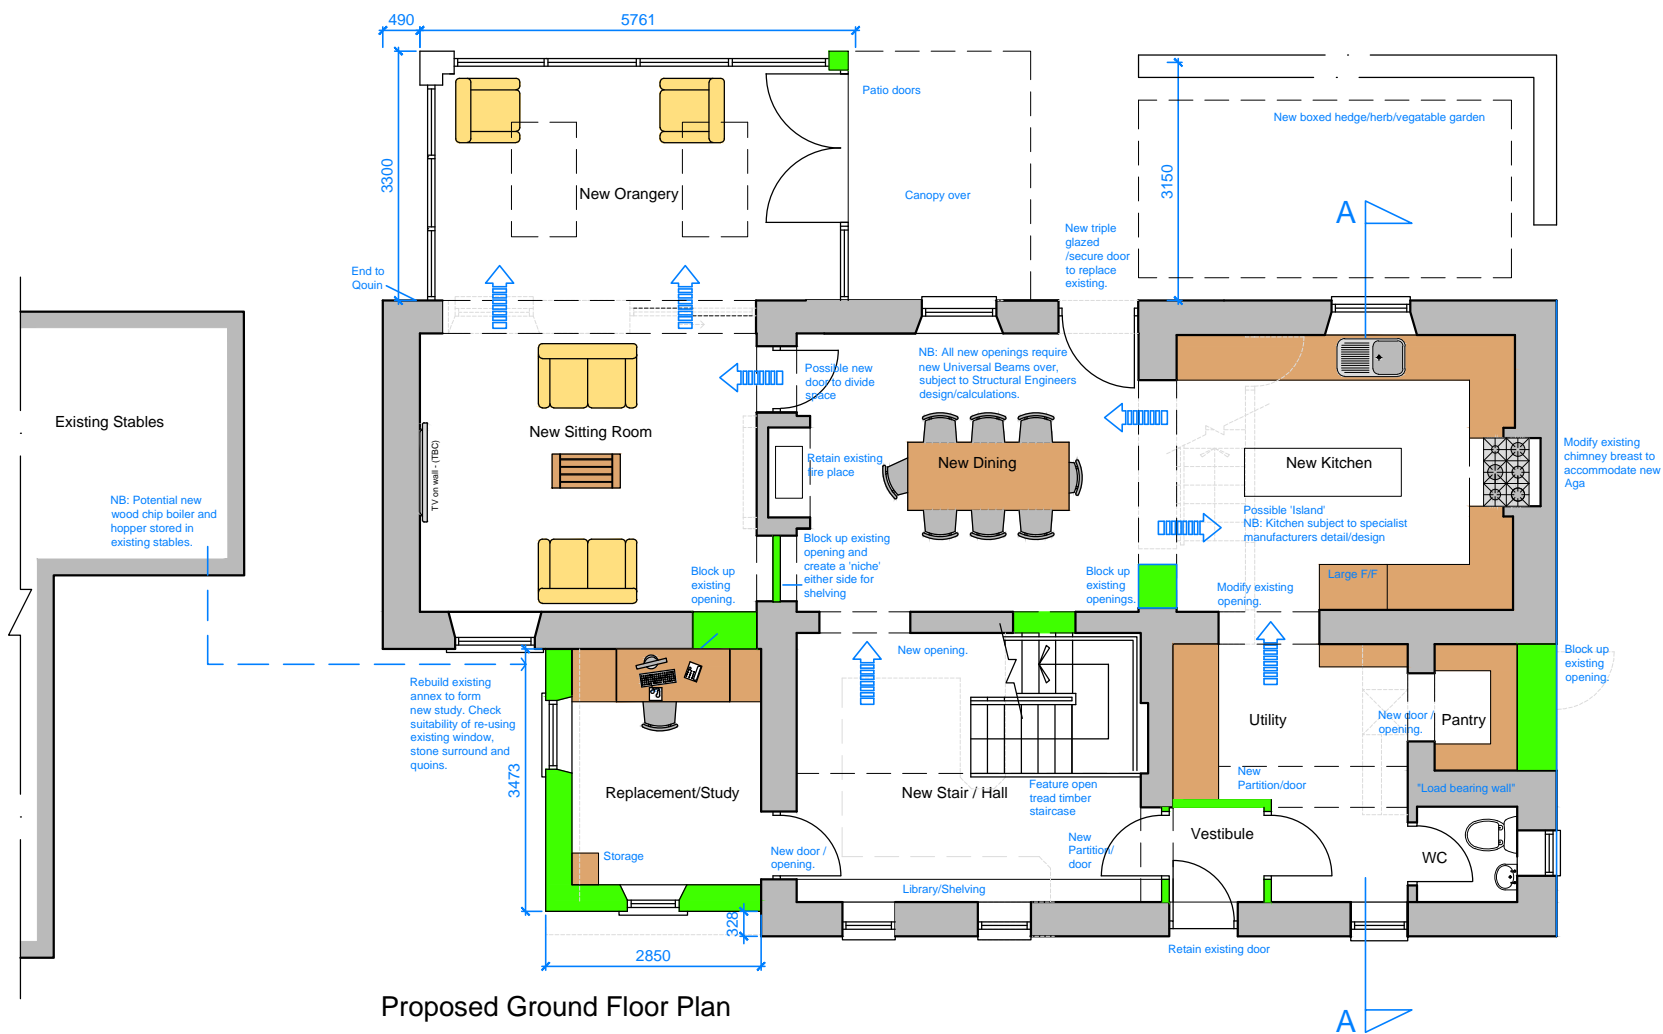 490
5761
3300
Patio doors
New Orangery
Canopy over
New boxed hedge/herb/vegatable garden
3150
A
New triple
glazed
/secure door
to replace
existing.
End to
Qouin
Existing Stables
NB: Potential new
wood chip boiler and
hopper stored in
existing stables.
New Sitting Room
TV on wall - (TBC)
Possible new
door to divide
space
Retain existing
fire place
NB: All new openings require
new Universal Beams over,
subject to Structural Engineers
design/calculations.
New Dining
New Kitchen
Modify existing
chimney breast to
accommodate new
Aga
Possible 'Island'
NB: Kitchen subject to specialist
manufacturers detail/design
Block up existing
opening and
create a 'niche'
either side for
shelving
Block up
existing
opening.
Block up
existing
openings.
Large F/F
Modify existing
opening.
New opening.
Block up
existing
opening.
Rebuild existing
annex to form
new study. Check
suitability of re-using
existing window,
stone surround and
quoins.
3473
Replacement/Study
Storage
New Stair / Hall
Feature open
tread timber
staircase
Utility
New door /
opening.
Pantry
New
Partition/door
"Load bearing wall"
New door /
opening.
New
Partition/
door
Vestibule
WC
Library/Shelving
328
2850
Retain existing door
Proposed Ground Floor Plan
A